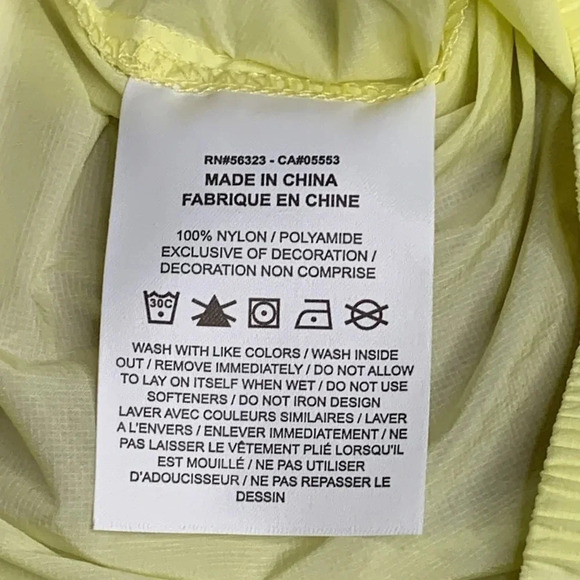 RN#56323 - CA#05553
MADE IN CHINA
FABRIQUE EN CHINE
100% NYLON / POLYAMIDE
EXCLUSIVE OF DECORATION /
DECORATION NON COMPRISE
30C
WASH WITH LIKE COLORS / WASH INSIDE
OUT / REMOVE IMMEDIATELY / DO NOT ALLOW
TO LAY ON ITSELF WHEN WET / DO NOT USE
SOFTENERS / DO NOT IRON DESIGN
LAVER AVEC COULEURS SIMILAIRES / LAVER
A L'ENVERS / ENLEVER IMMEDIATEMENT / NE
PAS LAISSER LE VÊTEMENT PLIÉ LORSQU'IL
EST MOUILLÉ / NE PAS UTILISER
D'ADOUCISSEUR / NE PAS REPASSER LE
DESSIN